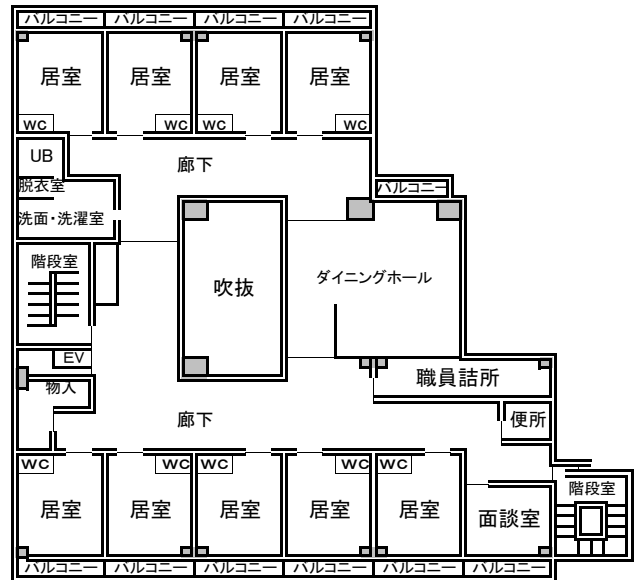 バルコニー バルコニー バルコニー バルコニー
居室 居室 居室 居室
WC WC WC WC
UB
廊下
脱衣室
バルコニー
洗面・洗濯室
階段室
吹抜
ダイニングホール
EV
物入
職員詰所
廊下
便所
WC WC WC WC WC
階段室
居室 居室 居室 居室 居室 面談室
バルコニー バルコニー バルコニー バルコニー バルコニー バルコニー